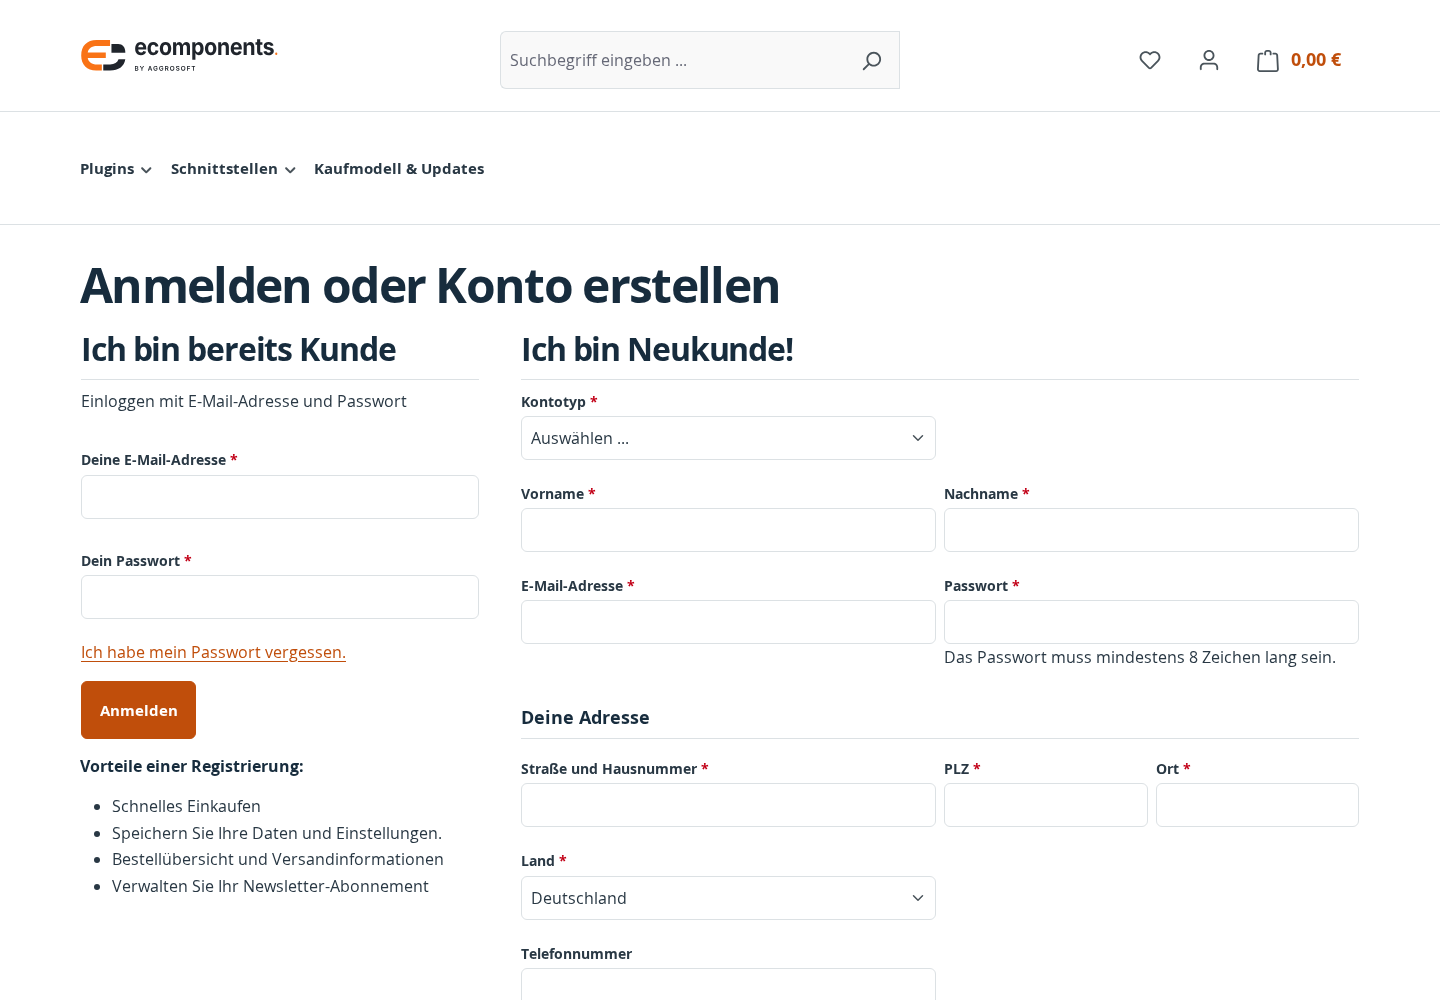 ecomponents.
BY AGGROSOFT
Suchbegriff eingeben ...
0,00 €
Plugins
Schnittstellen
Kaufmodell & Updates
Anmelden oder Konto erstellen
Ich bin bereits Kunde
Einloggen mit E-Mail-Adresse und Passwort
Deine E-Mail-Adresse *
Dein Passwort *
Ich habe mein Passwort vergessen.
Anmelden
Vorteile einer Registrierung:
Schnelles Einkaufen
Speichern Sie Ihre Daten und Einstellungen.
Bestellübersicht und Versandinformationen
Verwalten Sie Ihr Newsletter-Abonnement
Ich bin Neukunde!
Kontotyp *
Auswählen ...
Vorname *
Nachname *
E-Mail-Adresse *
Passwort *
Das Passwort muss mindestens 8 Zeichen lang sein.
Deine Adresse
Straße und Hausnummer *
PLZ *
Ort *
Land *
Deutschland
Telefonnummer